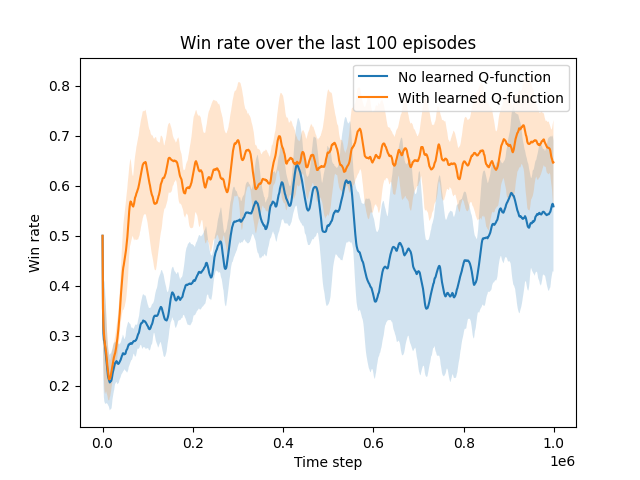 Win rate over the last 100 episodes
No learned Q-function
With learned Q-function
Win rate
0.8
0.7
0.6
0.5
0.4
0.3
0.2
0.0 0.2 0.4 0.6 0.8 1.0
1e6
Time step